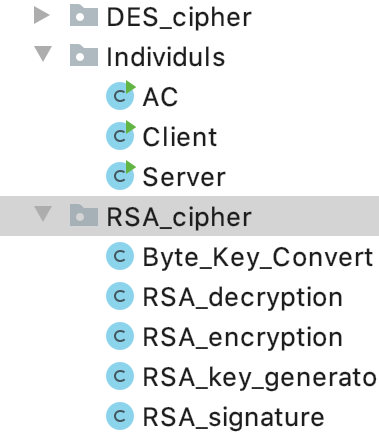 DES_cipher
Individuls
C AC
C Client
C Server
RSA_cipher
C Byte_Key_Convert
C RSA_decryption
C RSA_encryption
C RSA_key_generato
C RSA_signature